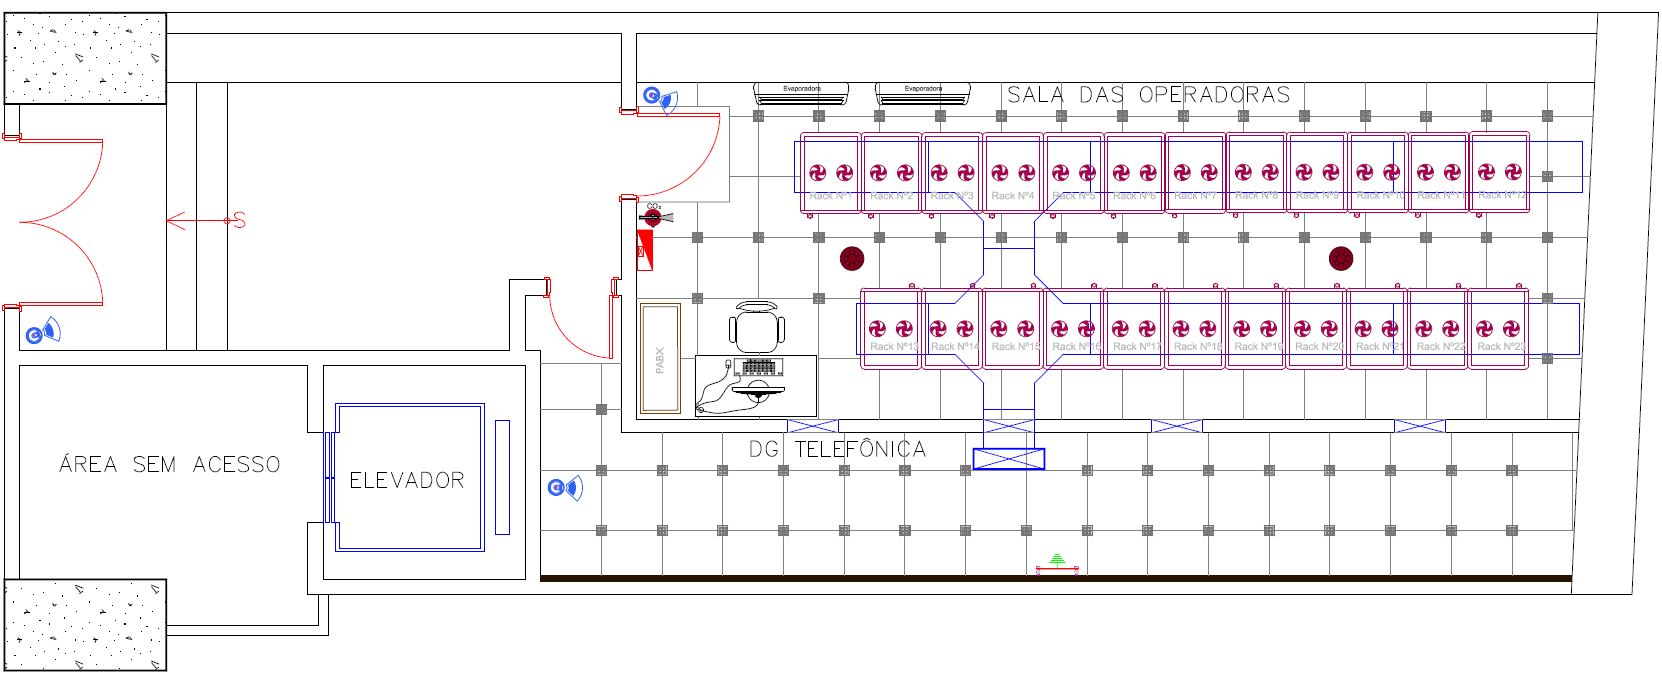 Evaporadora
Evaporadora
SALA DAS OPERADORAS
Rack Nº1
Rack Nº2
Rack Nº3
Rack Nº4
Rack Nº5
Rack Nº6
Rack Nº7
Rack Nº8
Rack Nº9
Rack Nº10
Rack Nº11
Rack Nº12
CO₂
S
Rack Nº13
Rack Nº14
Rack Nº15
Rack Nº16
Rack Nº17
Rack Nº18
Rack Nº19
Rack Nº20
Rack Nº21
Rack Nº22
Rack Nº23
PABX
DG TELEFÔNICA
ÁREA SEM ACESSO
ELEVADOR